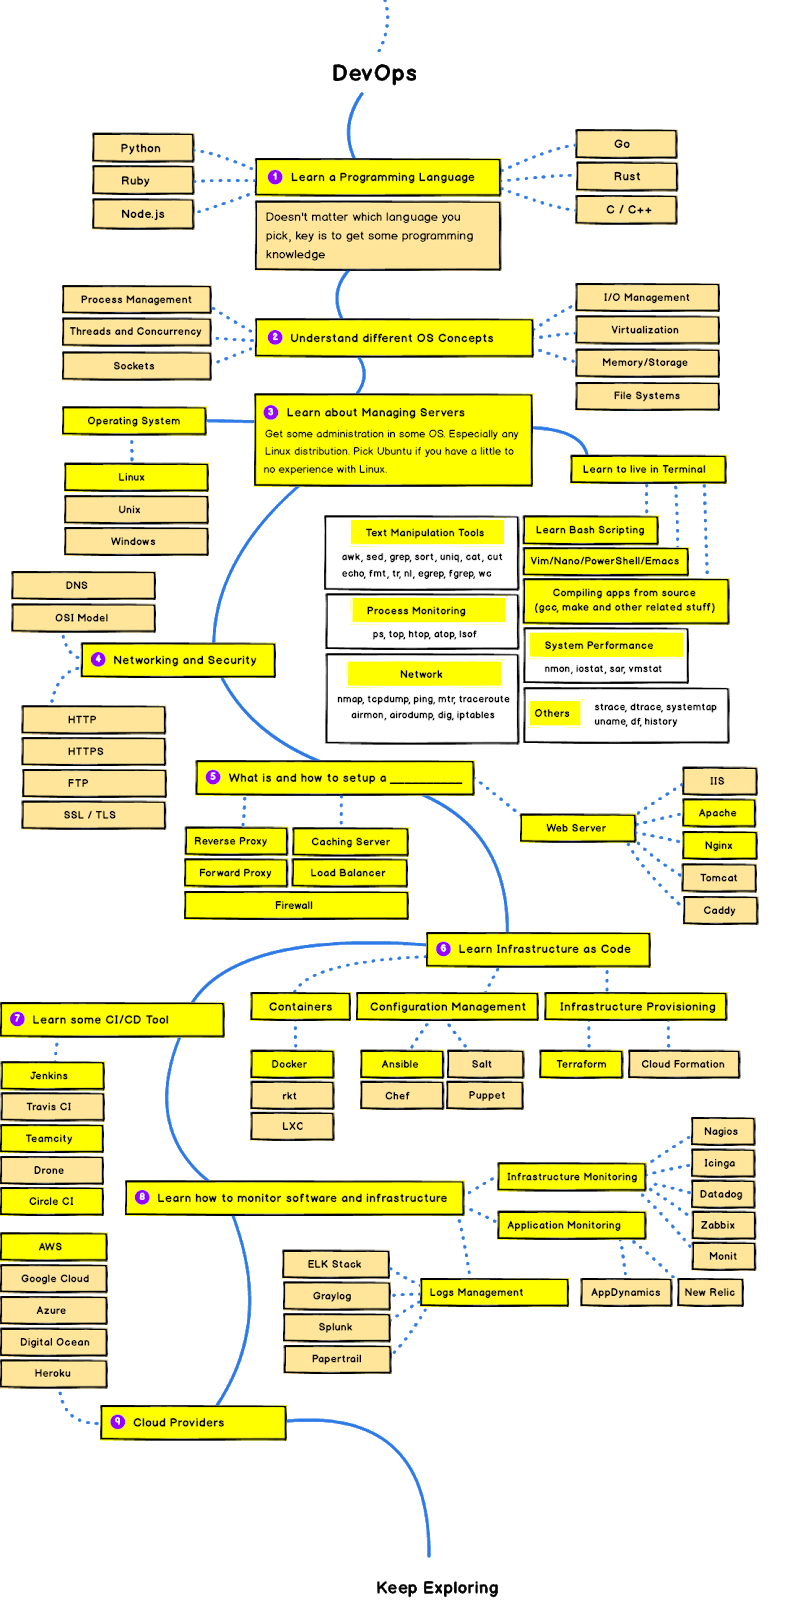 DevOps
Python
Ruby
Node.js
1 Learn a Programming Language
Go
Rust
C / C++
Doesn't matter which language you
pick, key is to get some programming
knowledge
Process Management
Threads and Concurrency
Sockets
2 Understand different OS Concepts
I/O Management
Virtualization
Memory/Storage
File Systems
3 Learn about Managing Servers
Get some administration in some OS. Especially any
Linux distribution. Pick Ubuntu if you have a little to
no experience with Linux.
Operating System
Linux
Unix
Windows
Learn to live in Terminal
Text Manipulation Tools
awk, sed, grep, sort, uniq, cat, cut
echo, fmt, tr, nl, egrep, fgrep, wc
Process Monitoring
ps, top, htop, atop, lsof
Network
nmap, tcpdump, ping, mtr, traceroute
airmon, airodump, dig, iptables
Learn Bash Scripting
Vim/Nano/PowerShell/Emacs
Compiling apps from source
(gcc, make and other related stuff)
System Performance
nmon, iostat, sar, vmstat
Others
strace, dtrace, systemtap
uname, df, history
DNS
OSI Model
4 Networking and Security
HTTP
HTTPS
FTP
SSL / TLS
5 What is and how to setup a ___________
Reverse Proxy
Caching Server
Forward Proxy
Load Balancer
Firewall
Web Server
IIS
Apache
Nginx
Tomcat
Caddy
6 Learn Infrastructure as Code
Containers
Docker
rkt
LXC
Configuration Management
Ansible
Salt
Chef
Puppet
Infrastructure Provisioning
Terraform
Cloud Formation
7 Learn some CI/CD Tool
Jenkins
Travis CI
Teamcity
Drone
Circle CI
8 Learn how to monitor software and infrastructure
Infrastructure Monitoring
Nagios
Icinga
Datadog
Zabbix
Monit
Application Monitoring
AppDynamics
New Relic
Logs Management
ELK Stack
Graylog
Splunk
Papertrail
AWS
Google Cloud
Azure
Digital Ocean
Heroku
9 Cloud Providers
Keep Exploring